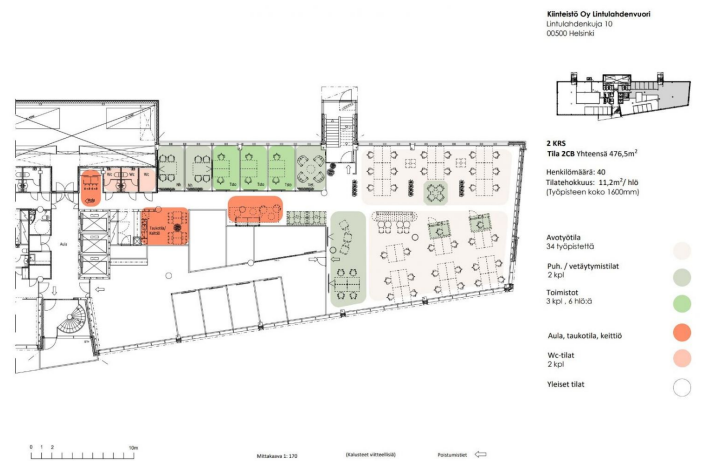 Kiinteistö Oy Lintulahdenvuori
Lintulahdenkuja 10
00500 Helsinki
2 KRS
Tila 2CB Yhteensä 476,5m²
Henkilömäärä: 40
Tilatehokkuus: 11,2m²/ hlö
(Työpisteen koko 1600mm)
Avotyötila
34 työpistettä
Puh. / vetäytymistilat
2 kpl
Toimistot
3 kpl , 6 hlö:ä
Aula, taukotila, keittiö
Wc-tilat
2 kpl
Yleiset tilat
Aula
0 1 2 10m
Mittakaava 1: 170
(Kalusteet viitteellisiä)
Poistumistiet